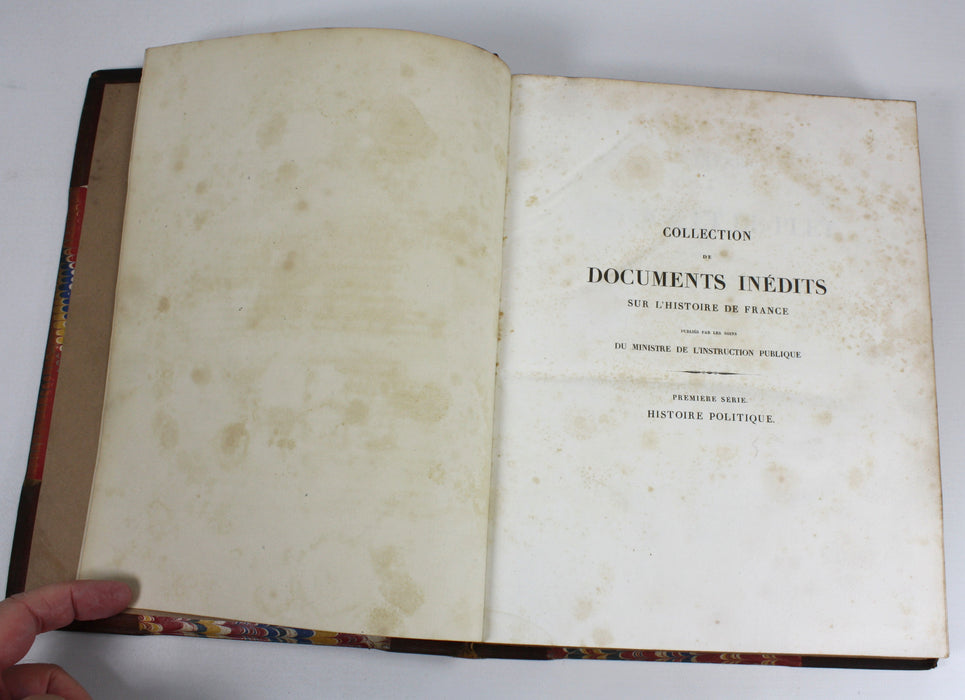 COLLECTION
DE
DOCUMENTS INÉDITS
SUR L'HISTOIRE DE FRANCE
PUBLIÉS PAR LES SOINS
DU MINISTRE DE L'INSTRUCTION PUBLIQUE
PREMIÈRE SÉRIE.
HISTOIRE POLITIQUE.